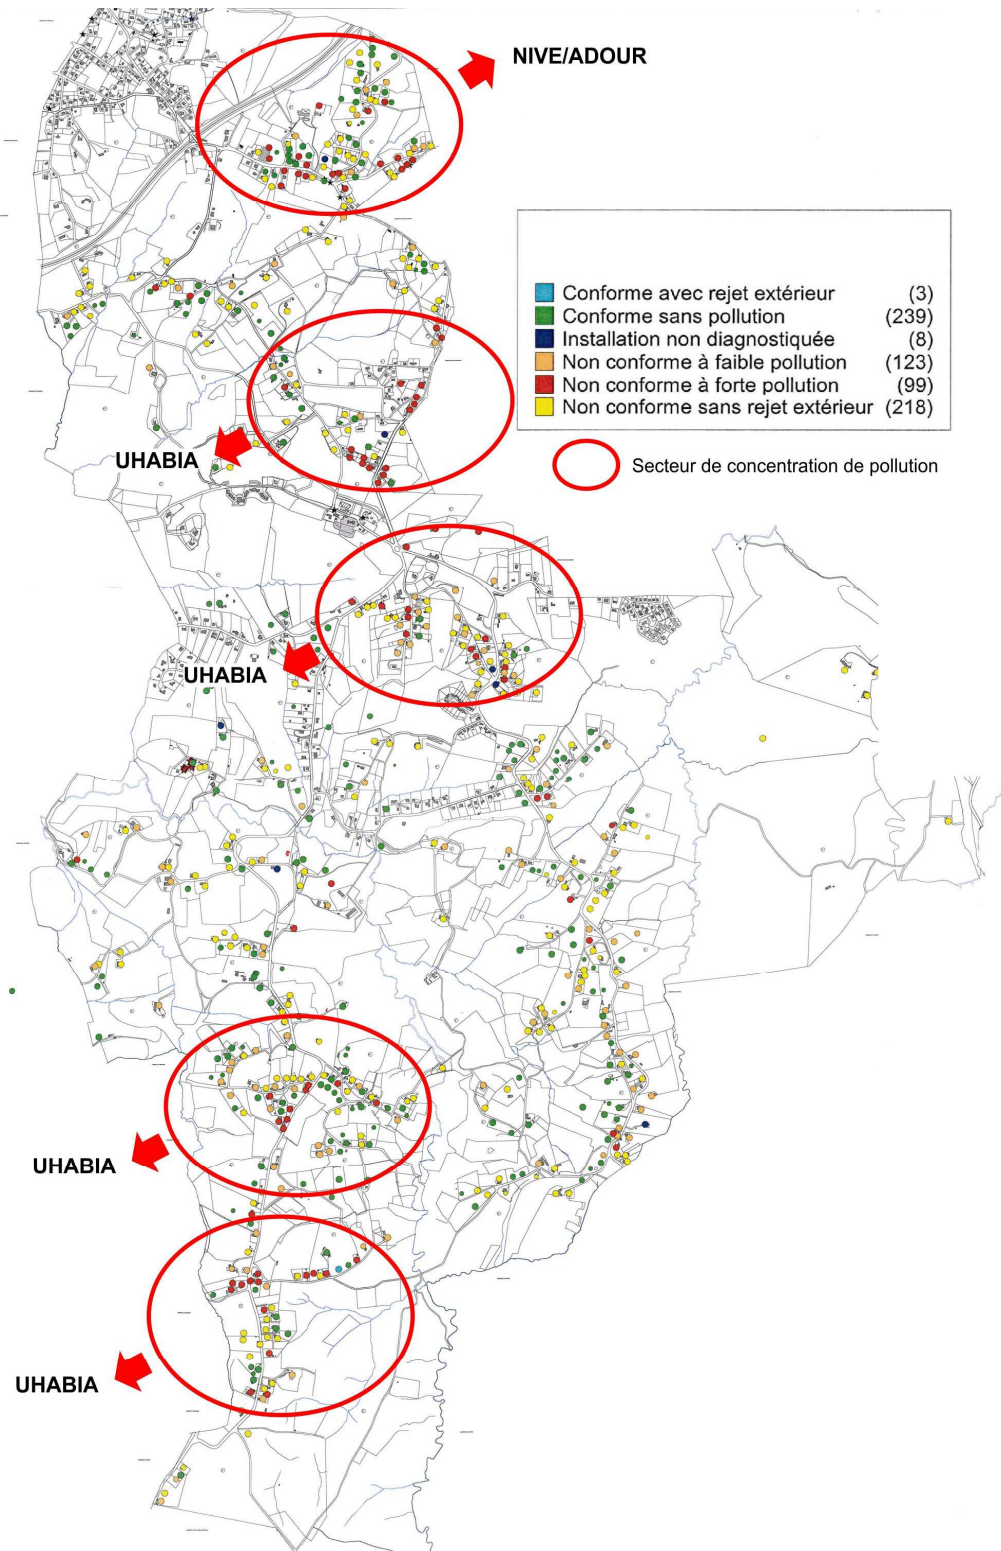 NIVE/ADOUR
Conforme avec rejet extérieur (3)
Conforme sans pollution (239)
Installation non diagnostiquée (8)
Non conforme à faible pollution (123)
Non conforme à forte pollution (99)
Non conforme sans rejet extérieur (218)
UHABIA
Secteur de concentration de pollution
UHABIA
UHABIA
UHABIA